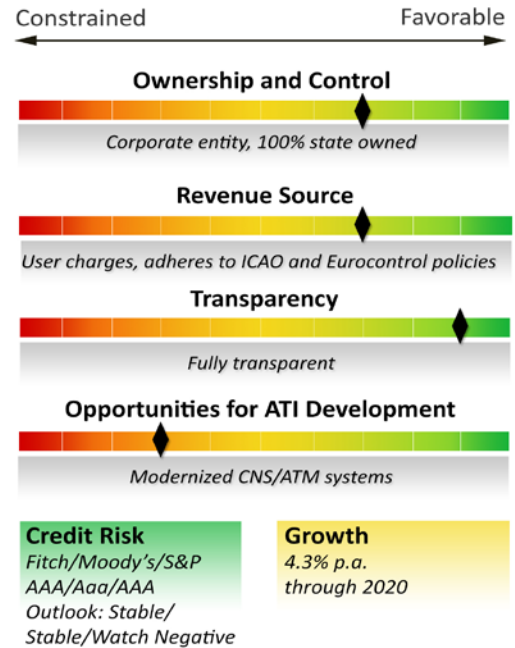 Constrained Favorable
Ownership and Control
Corporate entity, 100% state owned
Revenue Source
User charges, adheres to ICAO and Eurocontrol policies
Transparency
Fully transparent
Opportunities for ATI Development
Modernized CNS/ATM systems
Credit Risk
Fitch/Moody's/S&P
AAA/Aaa/AAA
Outlook: Stable/
Stable/Watch Negative
Growth
4.3% p.a.
through 2020